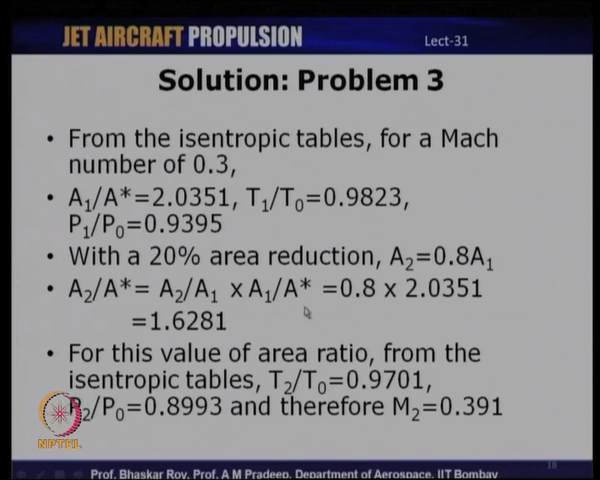 JET AIRCRAFT PROPULSION
Lect-31
Solution: Problem 3
• From the isentropic tables, for a Mach
number of 0.3,
• A₁/A*=2.0351, T₁/T₀=0.9823,
P₁/P₀=0.9395
• With a 20% area reduction, A₂=0.8A₁
• A₂/A*= A₂/A₁ x A₁/A* =0.8 x 2.0351
=1.6281
• For this value of area ratio, from the
isentropic tables, T₂/T₀=0.9701,
P₂/P₀=0.8993 and therefore M₂=0.391
NPTEL
18
Prof. Bhaskar Roy, Prof. A M Pradeep, Department of Aerospace, IIT Bombay